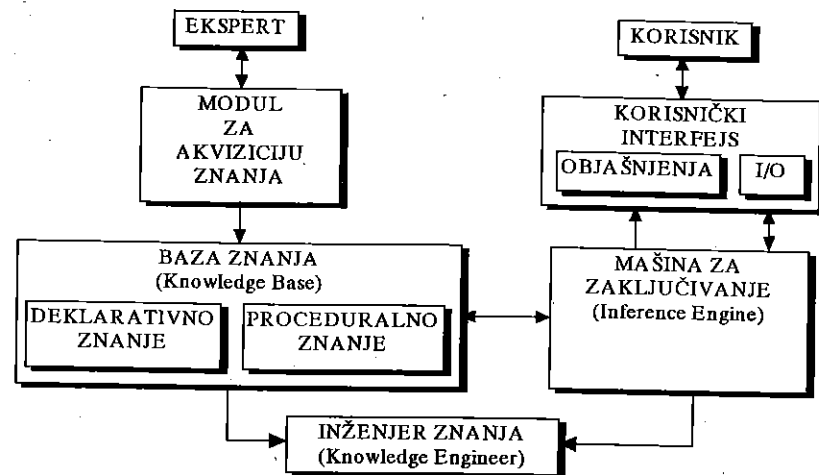 EKSPERT
MODUL
ZA
AKVIZICIJU
ZNANJA
BAZA ZNANJA
(Knowledge Base)
DEKLARATIVNO
ZNANJE
PROCEDURALNO
ZNANJE
KORISNIK
KORISNIČKI
INTERFEJS
OBJAŠNJENJA
I/O
MAŠINA ZA
ZAKLJUČIVANJE
(Inference Engine)
INŽENJER ZNANJA
(Knowledge Engineer)